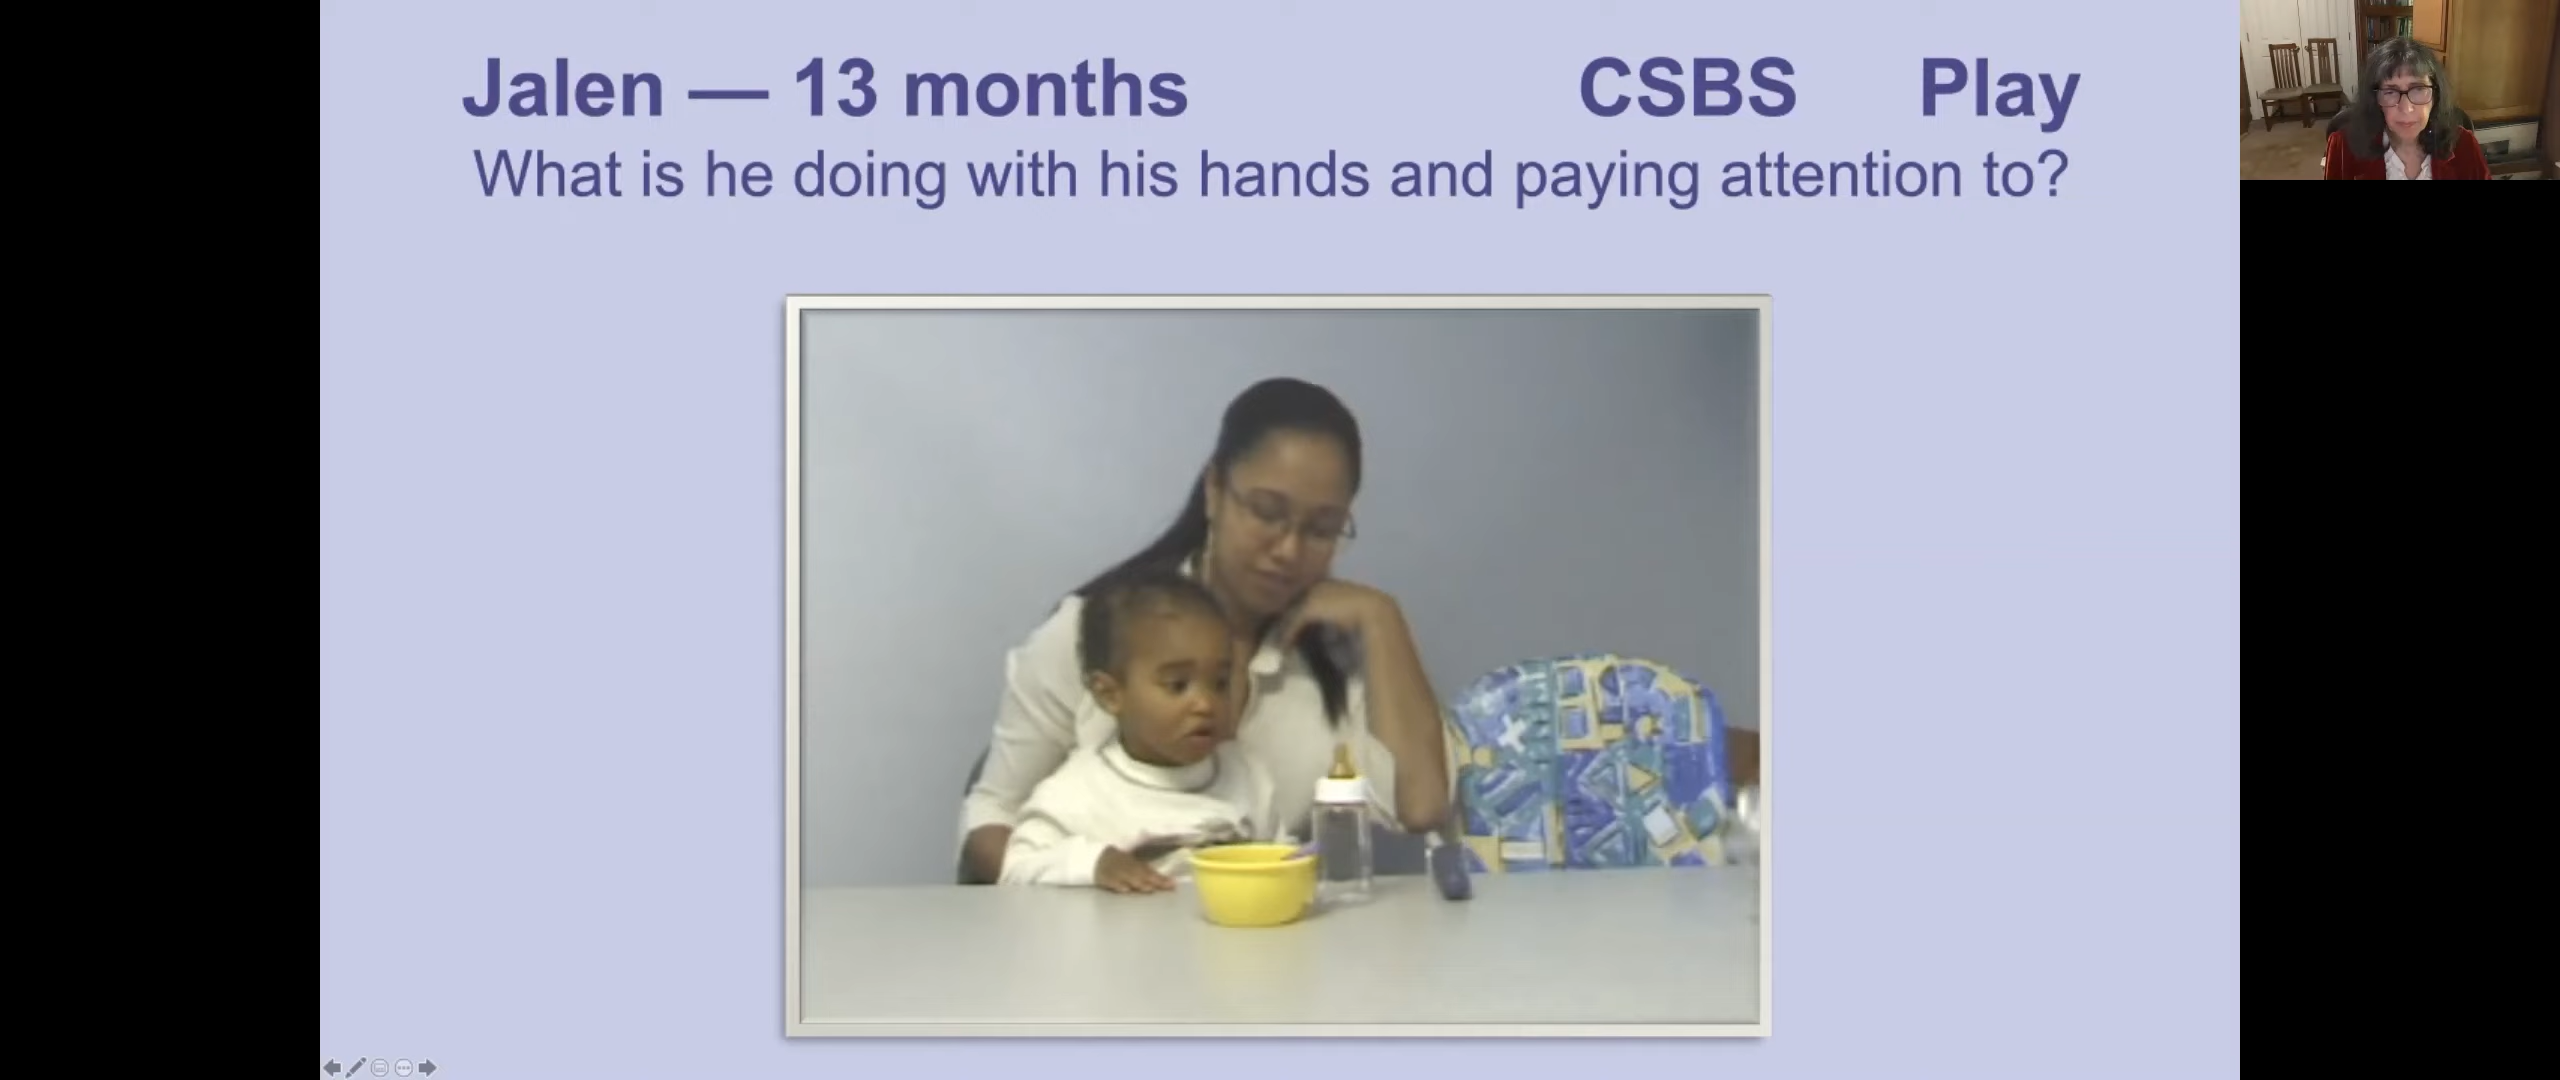 Jalen — 13 months CSBS Play
What is he doing with his hands and paying attention to?